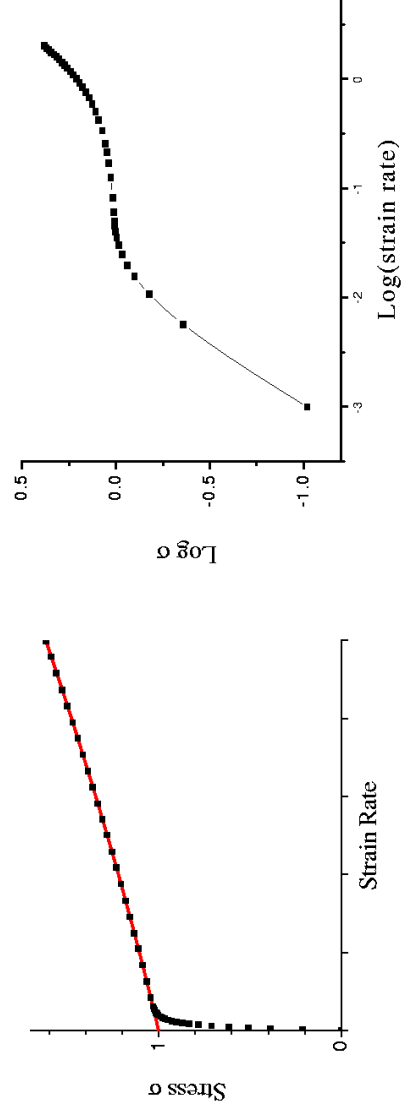 0.5
0.0
-0.5
-1.0
Log σ
-3
-2
-1
0
Log(strain rate)
Stress σ
1
0
Strain Rate